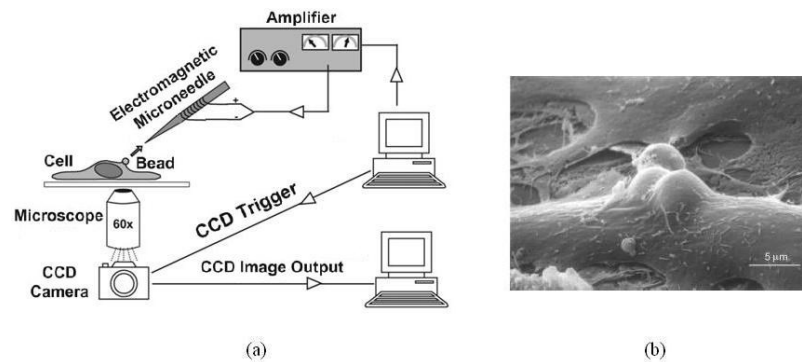 Amplifier
Electromagnetic
Microneedle
+
-
Cell
Bead
Microscope
60x
CCD Trigger
CCD
Camera
CCD Image Output
5 μm
(a)
(b)